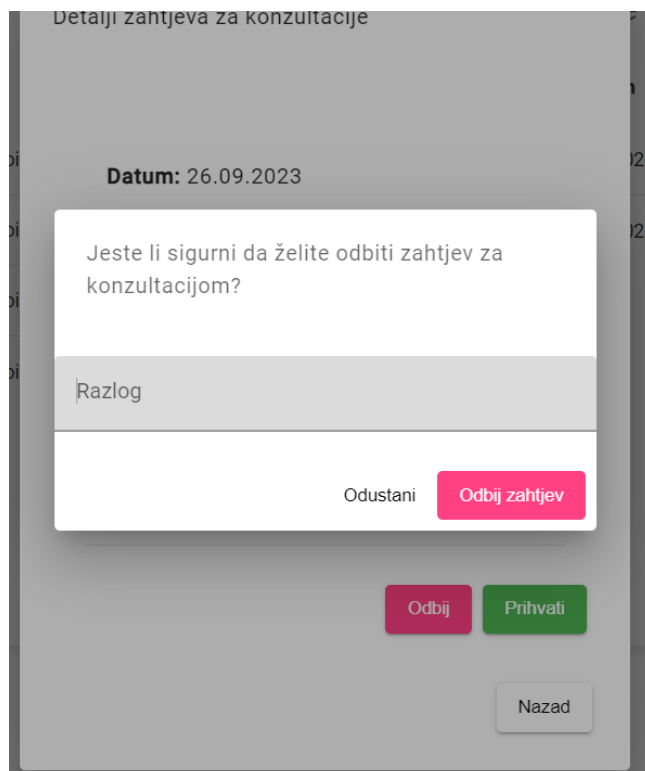 Detalji zahtjeva za konzultacije
Datum: 26.09.2023
Jeste li sigurni da želite odbiti zahtjev za
konzultacijom?
Razlog
Odustani
Odbij zahtjev
Odbij
Prihvati
Nazad